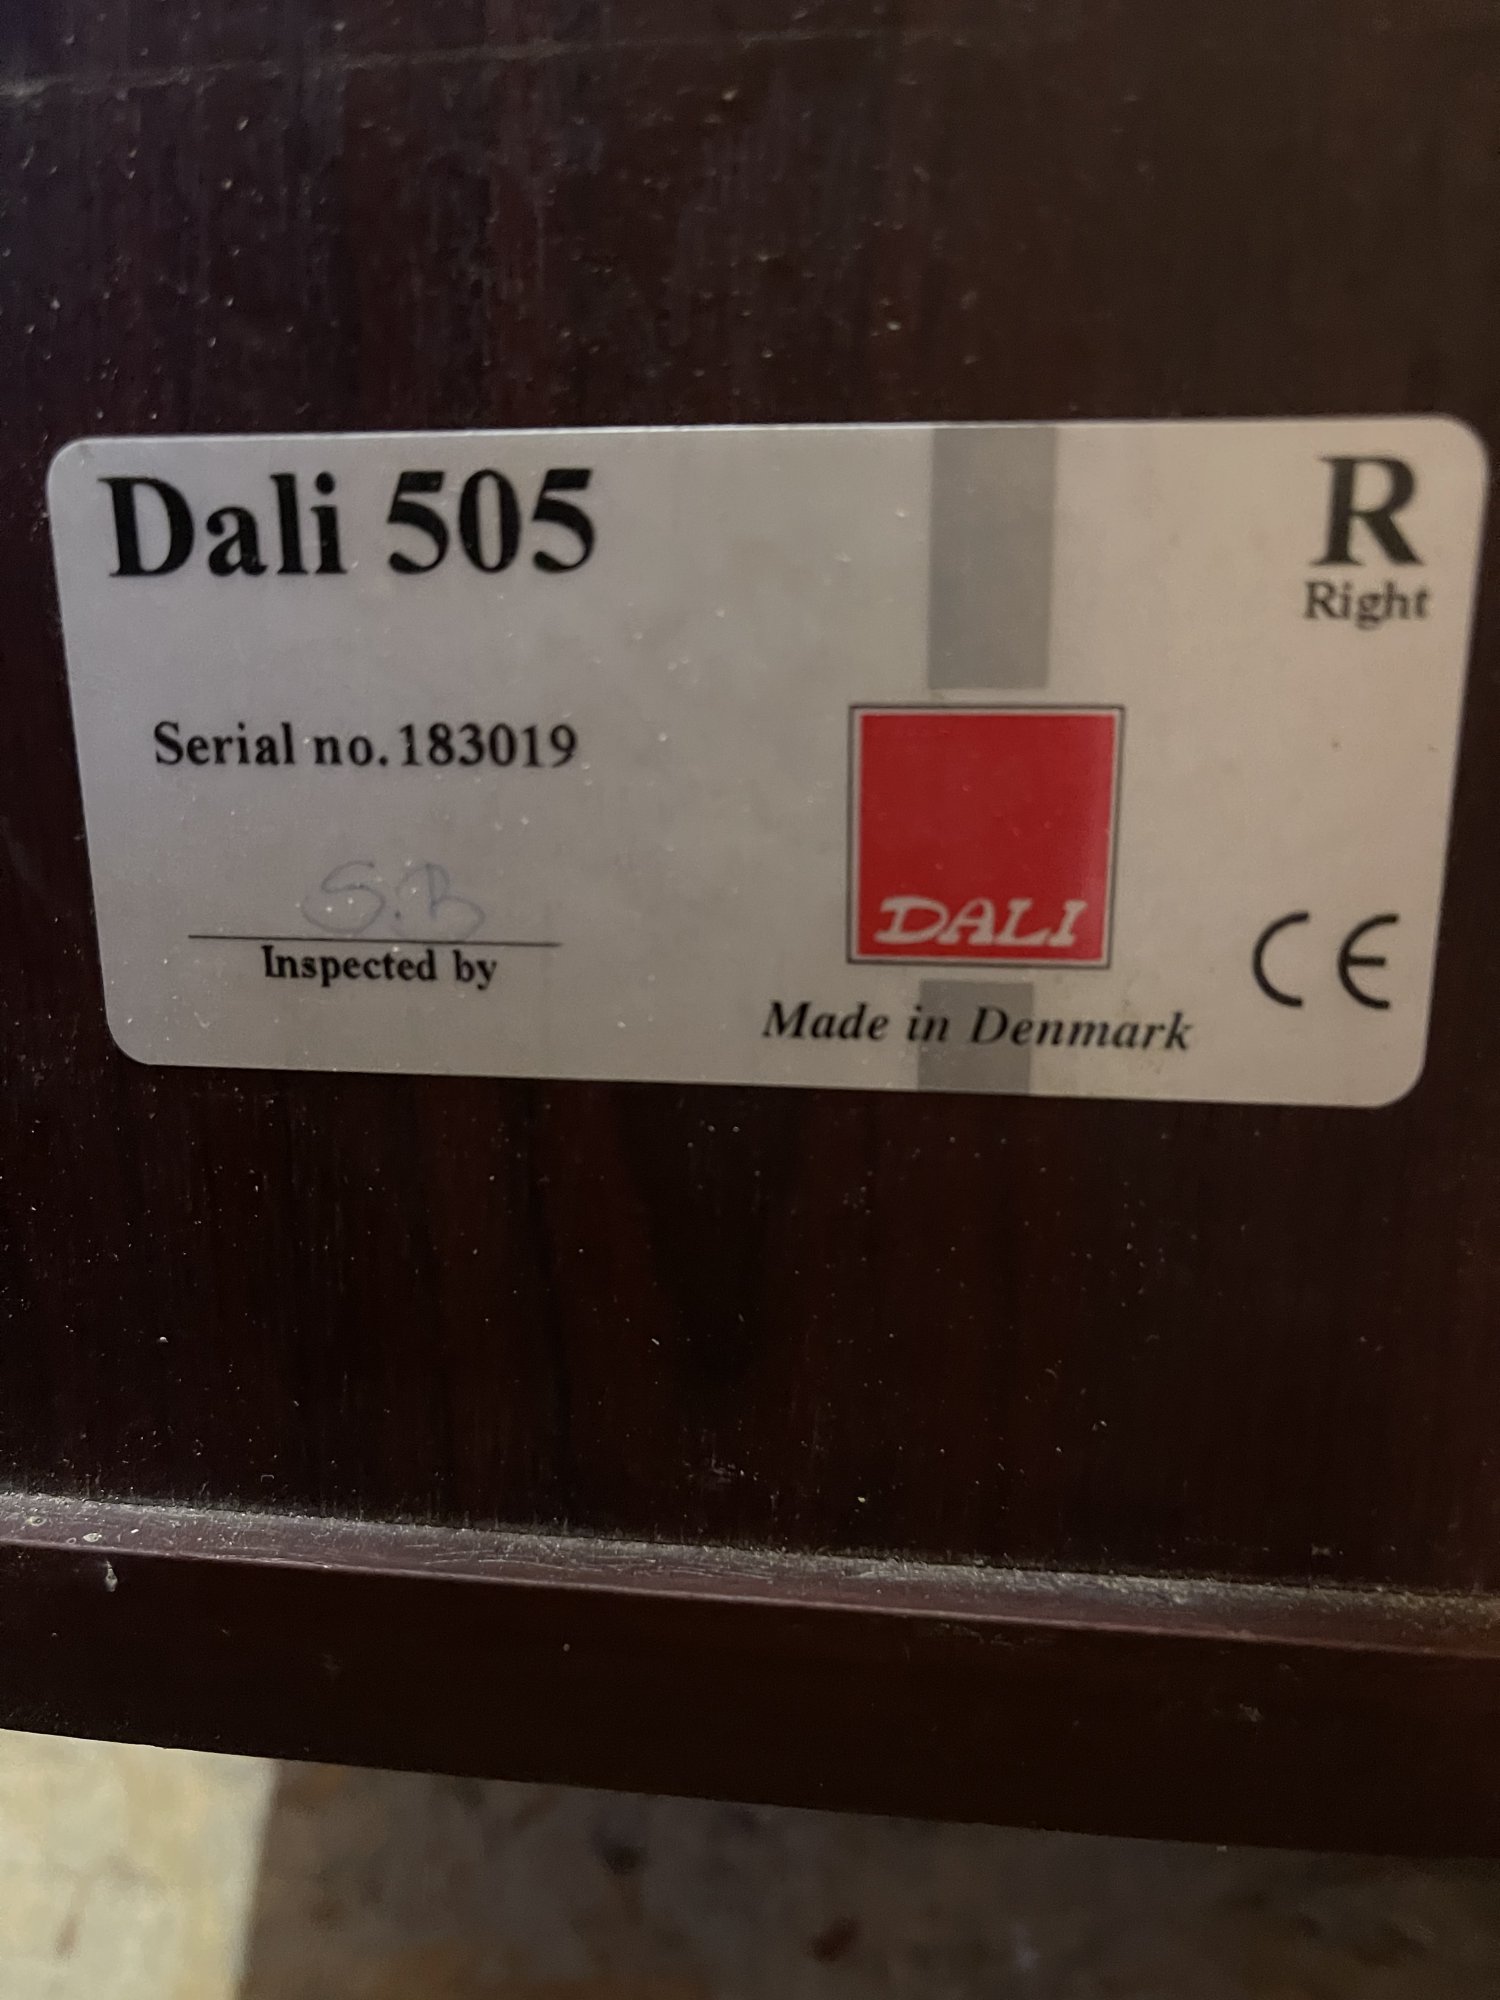 Dali 505
R
Right
Serial no. 183019
S.B
Inspected by
DALI
Made in Denmark
CE